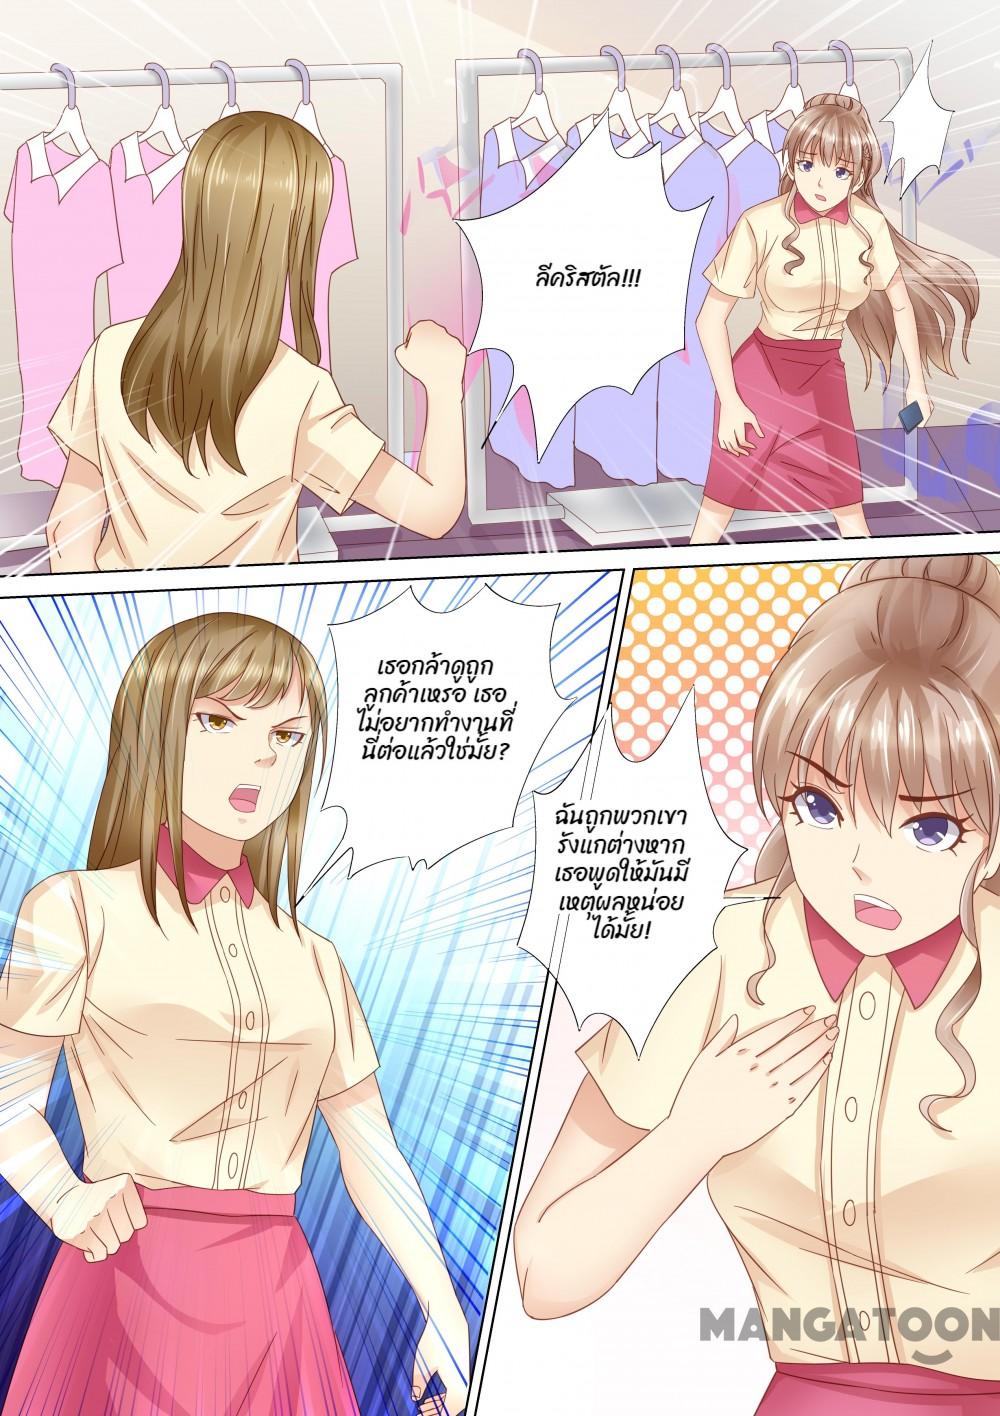 ลีคริสตัล!!!
เธอกล้าดูถูก
ลูกค้าเหรอ เธอ
ไม่อยากทำงานที่
นี่ต่อแล้วใช่มั้ย?
ฉันถูกพวกเขา
รังแกต่างหาก
เธอพูดให้มันมี
เหตุผลหน่อย
ได้มั้ย!
MANGATOON